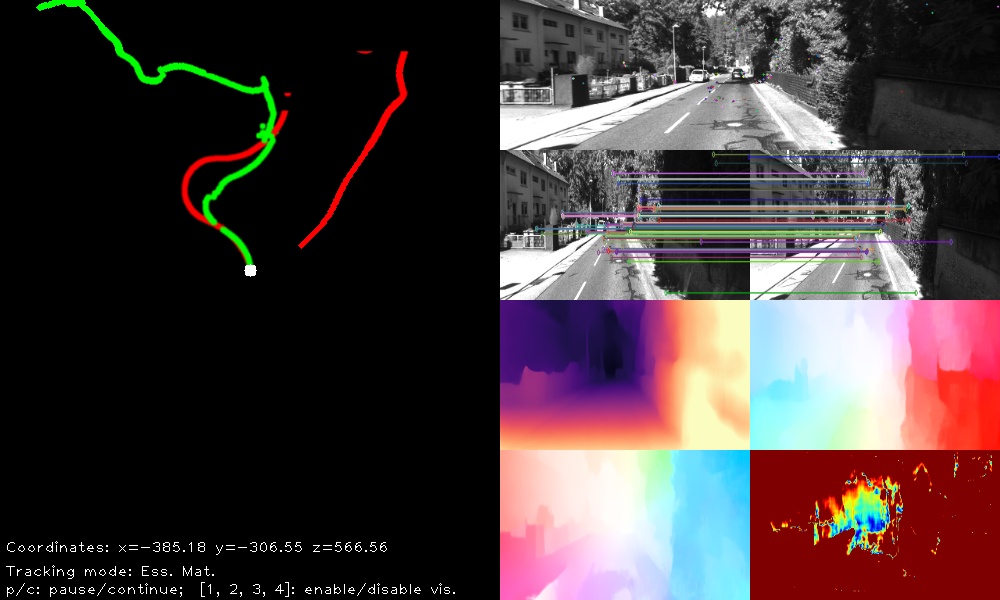 Coordinates: x=-385.18 y=-306.55 z=566.56
Tracking mode: Ess. Mat.
p/c: pause/continue;  [1, 2, 3, 4]: enable/disable vis.